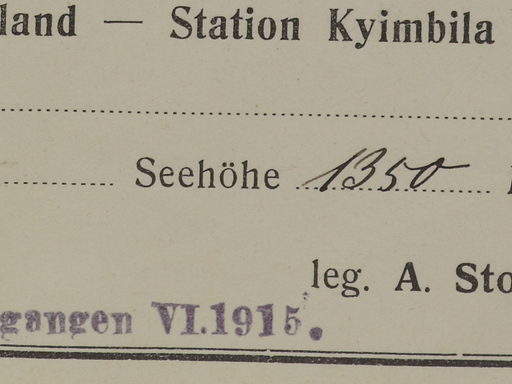 land — Station Kyimbila
Seehöhe 1350
leg. A. Sto
gangen VI.1915.